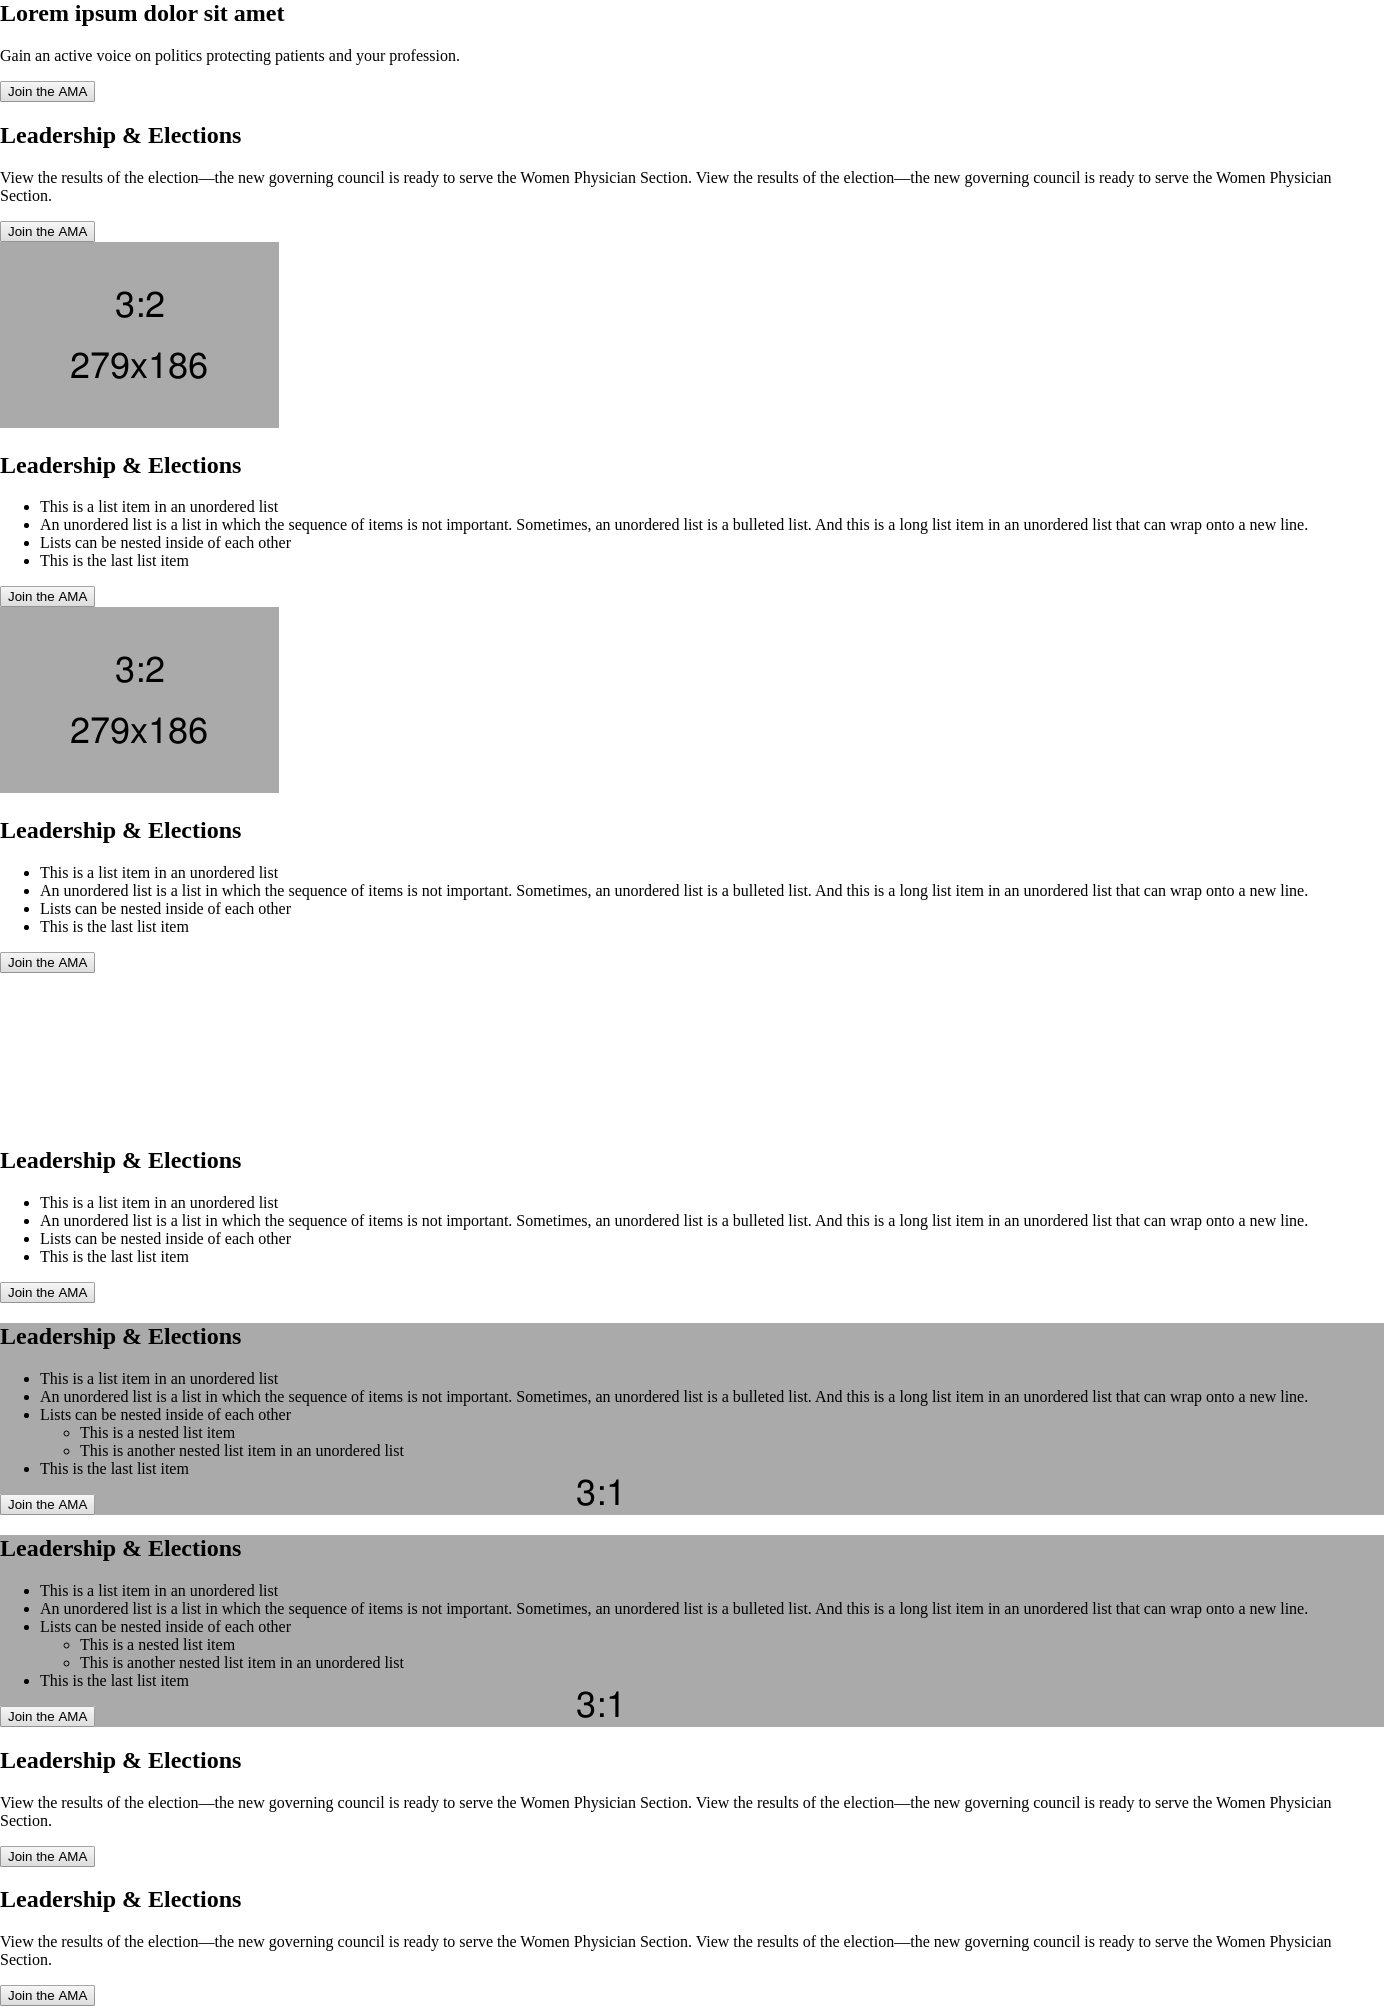 Lorem ipsum dolor sit amet
Gain an active voice on politics protecting patients and your profession.
Join the AMA
Leadership & Elections
View the results of the election—the new governing council is ready to serve the Women Physician Section. View the results of the election—the new governing council is ready to serve the Women Physician
Section.
Join the AMA
3:2
279x186
Leadership & Elections
This is a list item in an unordered list
An unordered list is a list in which the sequence of items is not important. Sometimes, an unordered list is a bulleted list. And this is a long list item in an unordered list that can wrap onto a new line.
Lists can be nested inside of each other
This is the last list item
Join the AMA
3:2
279x186
Leadership & Elections
This is a list item in an unordered list
An unordered list is a list in which the sequence of items is not important. Sometimes, an unordered list is a bulleted list. And this is a long list item in an unordered list that can wrap onto a new line.
Lists can be nested inside of each other
This is the last list item
Join the AMA
Leadership & Elections
This is a list item in an unordered list
An unordered list is a list in which the sequence of items is not important. Sometimes, an unordered list is a bulleted list. And this is a long list item in an unordered list that can wrap onto a new line.
Lists can be nested inside of each other
This is the last list item
Join the AMA
Leadership & Elections
This is a list item in an unordered list
An unordered list is a list in which the sequence of items is not important. Sometimes, an unordered list is a bulleted list. And this is a long list item in an unordered list that can wrap onto a new line.
Lists can be nested inside of each other
This is a nested list item
This is another nested list item in an unordered list
This is the last list item
3:1
Join the AMA
Leadership & Elections
This is a list item in an unordered list
An unordered list is a list in which the sequence of items is not important. Sometimes, an unordered list is a bulleted list. And this is a long list item in an unordered list that can wrap onto a new line.
Lists can be nested inside of each other
This is a nested list item
This is another nested list item in an unordered list
This is the last list item
3:1
Join the AMA
Leadership & Elections
View the results of the election—the new governing council is ready to serve the Women Physician Section. View the results of the election—the new governing council is ready to serve the Women Physician
Section.
Join the AMA
Leadership & Elections
View the results of the election—the new governing council is ready to serve the Women Physician Section. View the results of the election—the new governing council is ready to serve the Women Physician
Section.
Join the AMA